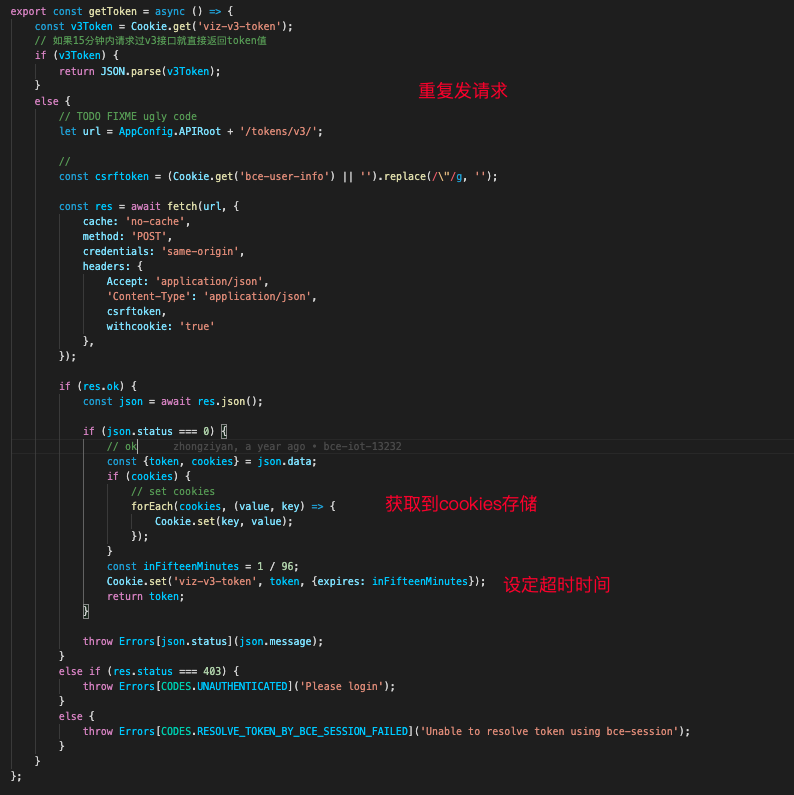 export const getToken = async () => {
const v3Token = Cookie.get('viz-v3-token');
// 如果15分钟内请求过v3接口就直接返回token值
if (v3Token) {
return JSON.parse(v3Token);
}
重复发请求
else {
// TODO FIXME ugly code
let url = AppConfig.APIRoot + '/tokens/v3/';
//
const csrftoken = (Cookie.get('bce-user-info') || '').replace(/\"/g, '');
const res = await fetch(url, {
cache: 'no-cache',
method: 'POST',
credentials: 'same-origin',
headers: {
Accept: 'application/json',
'Content-Type': 'application/json',
csrftoken,
withcookie: 'true'
},
});
if (res.ok) {
const json = await res.json();
if (json.status === 0) {
// ok zhongziyan, a year ago • bce-iot-13232
const {token, cookies} = json.data;
if (cookies) {
// set cookies
forEach(cookies, (value, key) => {
获取到cookies存储
Cookie.set(key, value);
});
}
const inFifteenMinutes = 1 / 96;
Cookie.set('viz-v3-token', token, {expires: inFifteenMinutes});
设定超时时间
return token;
}
throw Errors[json.status](json.message);
}
else if (res.status === 403) {
throw Errors[CODES.UNAUTHENTICATED]('Please login');
}
else {
throw Errors[CODES.RESOLVE_TOKEN_BY_BCE_SESSION_FAILED]('Unable to resolve token using bce-session');
}
}
};